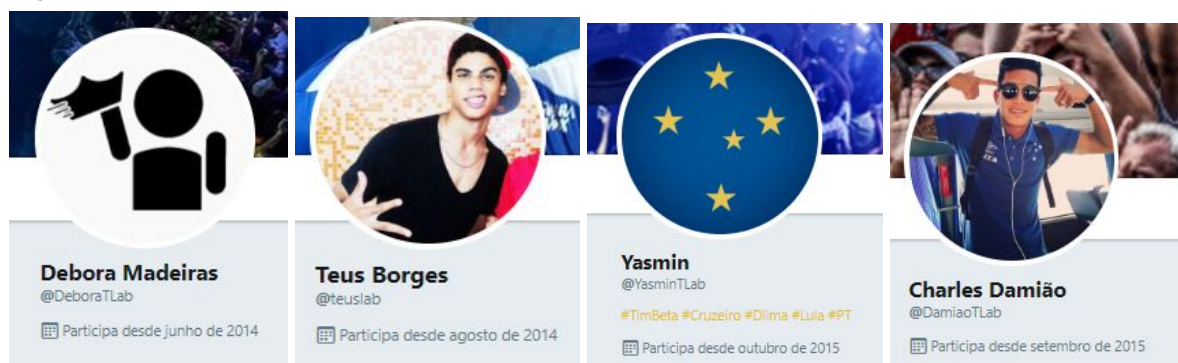 Debora Madeiras
@DeboraTLab
Participa desde junho de 2014
Teus Borges
@teuslab
Participa desde agosto de 2014
Yasmin
@YasminTLab
#TimBeta #Cruzeiro #Dilma #Lula #PT
Participa desde outubro de 2015
Charles Damião
@DamiaoTLab
Participa desde setembro de 2015